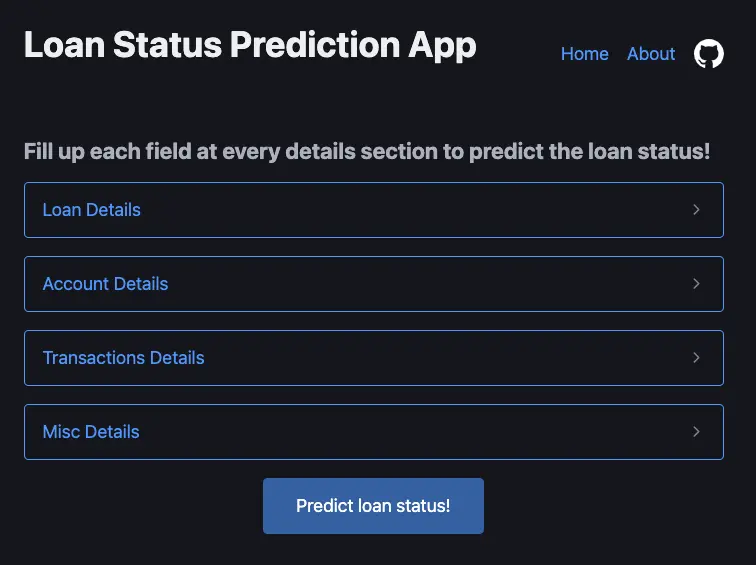 Loan Status Prediction App
Home About
Fill up each field at every details section to predict the loan status!
Loan Details
Account Details
Transactions Details
Misc Details
Predict loan status!